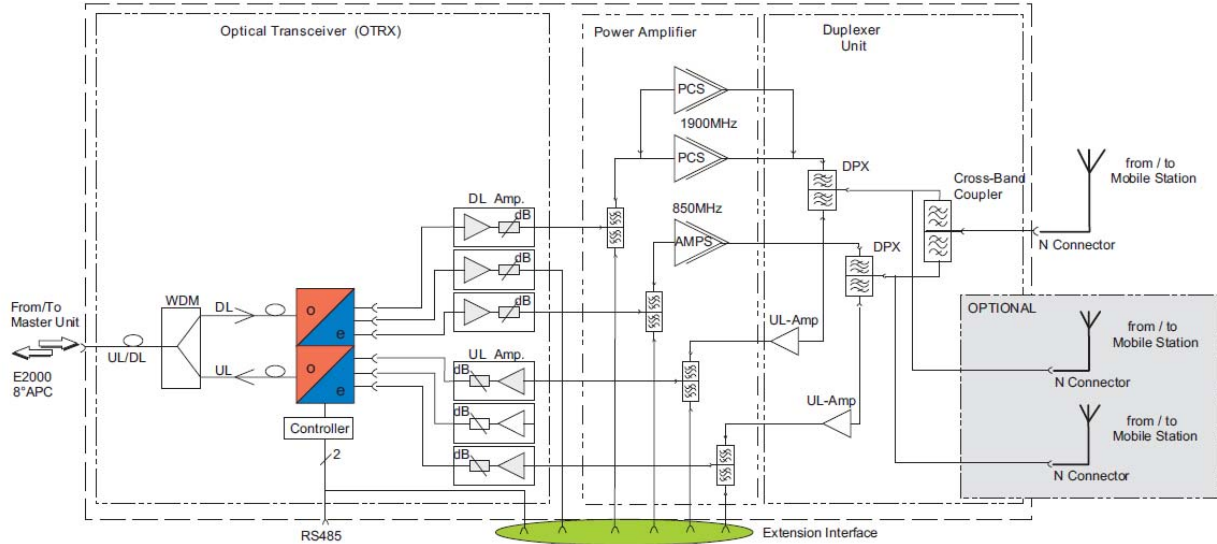 Optical Transceiver (OTRX)
Power Amplifier
Duplexer
Unit
PCS
1900MHz
PCS
DPX
Cross-Band
Coupler
from / to
Mobile Station
N Connector
DL Amp.
dB
850MHz
AMPS
DPX
dB
dB
From/To
Master Unit
WDM
DL
o
e
UL/DL
UL
o
e
E2000
8°APC
UL Amp.
dB
dB
dB
UL-Amp
UL-Amp
OPTIONAL
from / to
Mobile Station
N Connector
from / to
Mobile Station
N Connector
Controller
2
RS485
Extension Interface